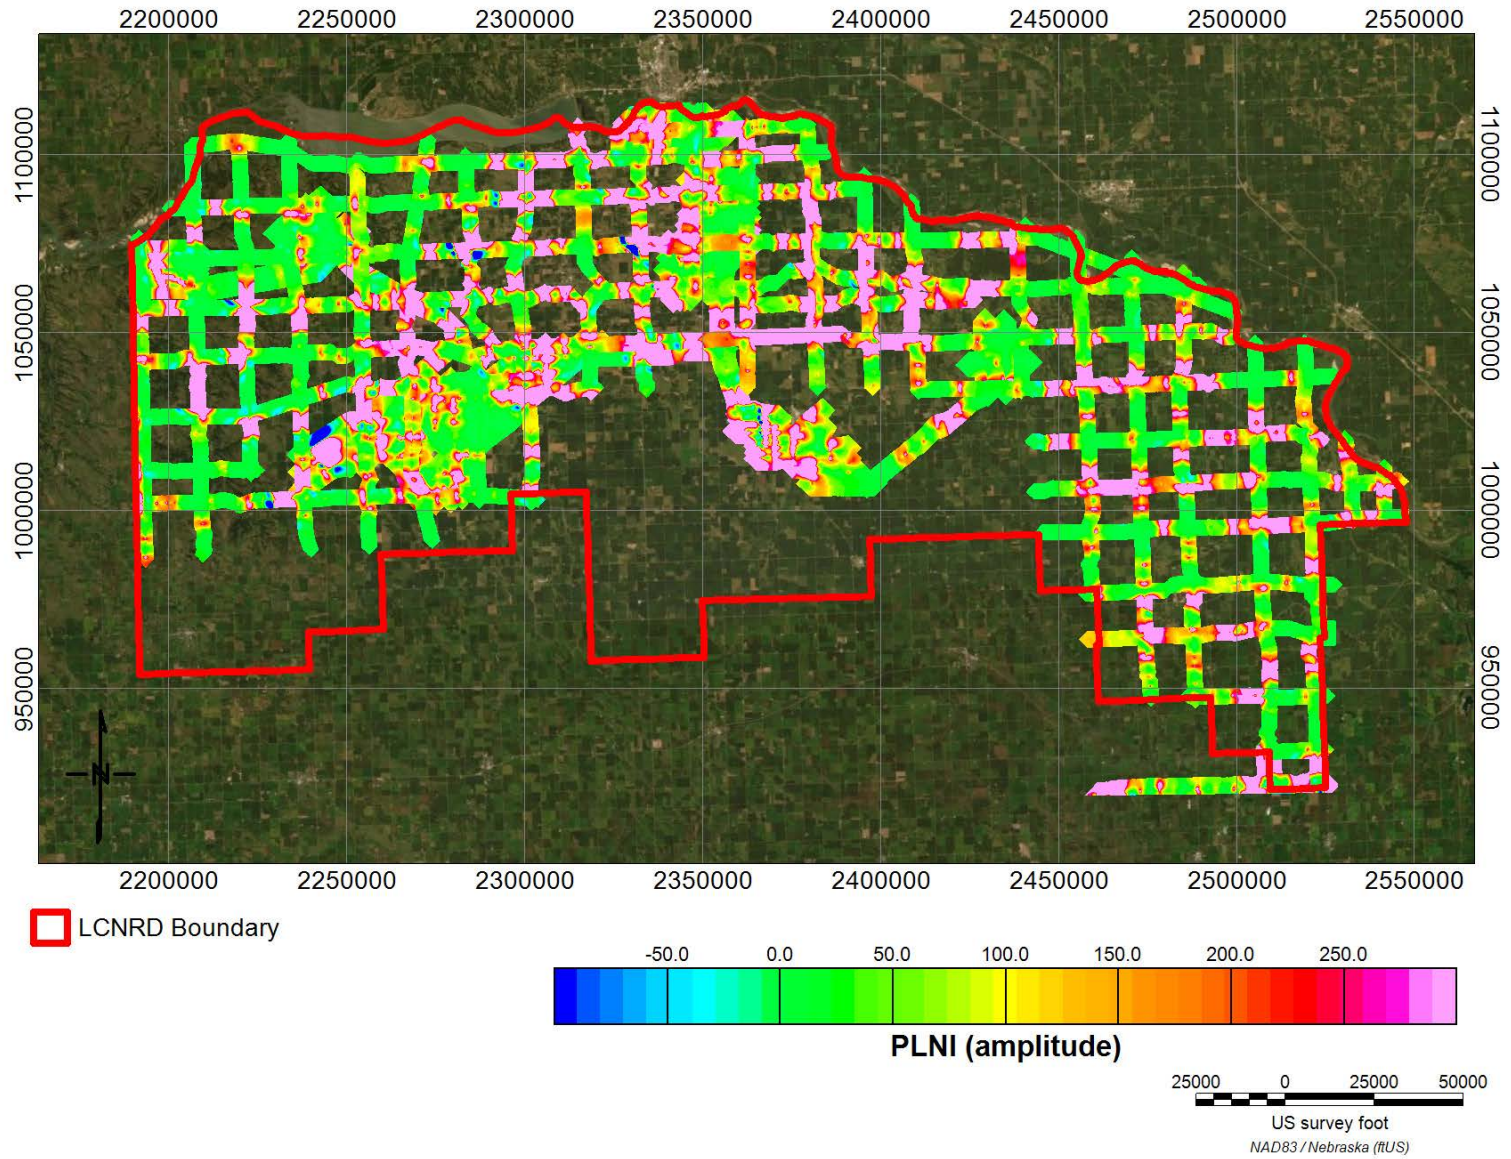 2200000 2250000 2300000 2350000 2400000 2450000 2500000 2550000
1100000 1100000
1050000 1050000
1000000 1000000
950000 950000
N
2200000 2250000 2300000 2350000 2400000 2450000 2500000 2550000
LCNRD Boundary
-50.0 0.0 50.0 100.0 150.0 200.0 250.0
PLNI (amplitude)
25000 0 25000 50000
US survey foot
NAD83 / Nebraska (ftUS)